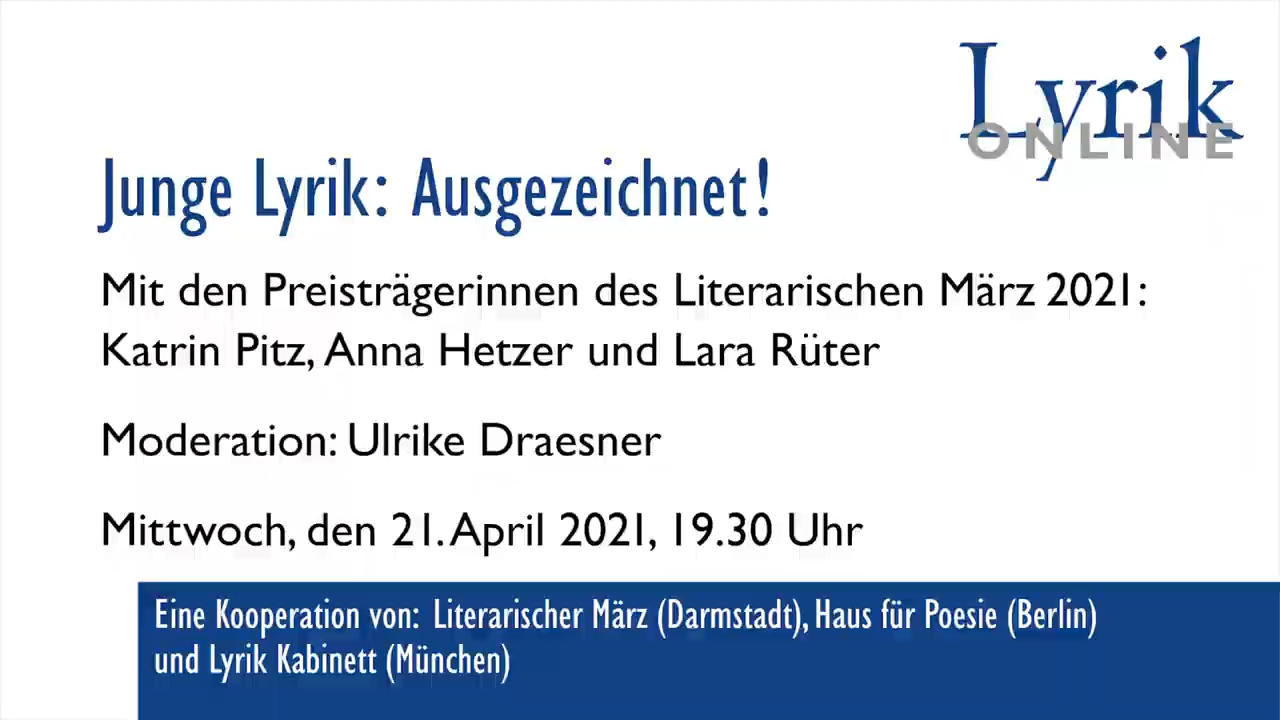 Lyrik
ONLINE
Junge Lyrik: Ausgezeichnet!
Mit den Preisträgerinnen des Literarischen März 2021:
Katrin Pitz, Anna Hetzer und Lara Rüter
Moderation: Ulrike Draesner
Mittwoch, den 21. April 2021, 19.30 Uhr
Eine Kooperation von: Literarischer März (Darmstadt), Haus für Poesie (Berlin)
und Lyrik Kabinett (München)